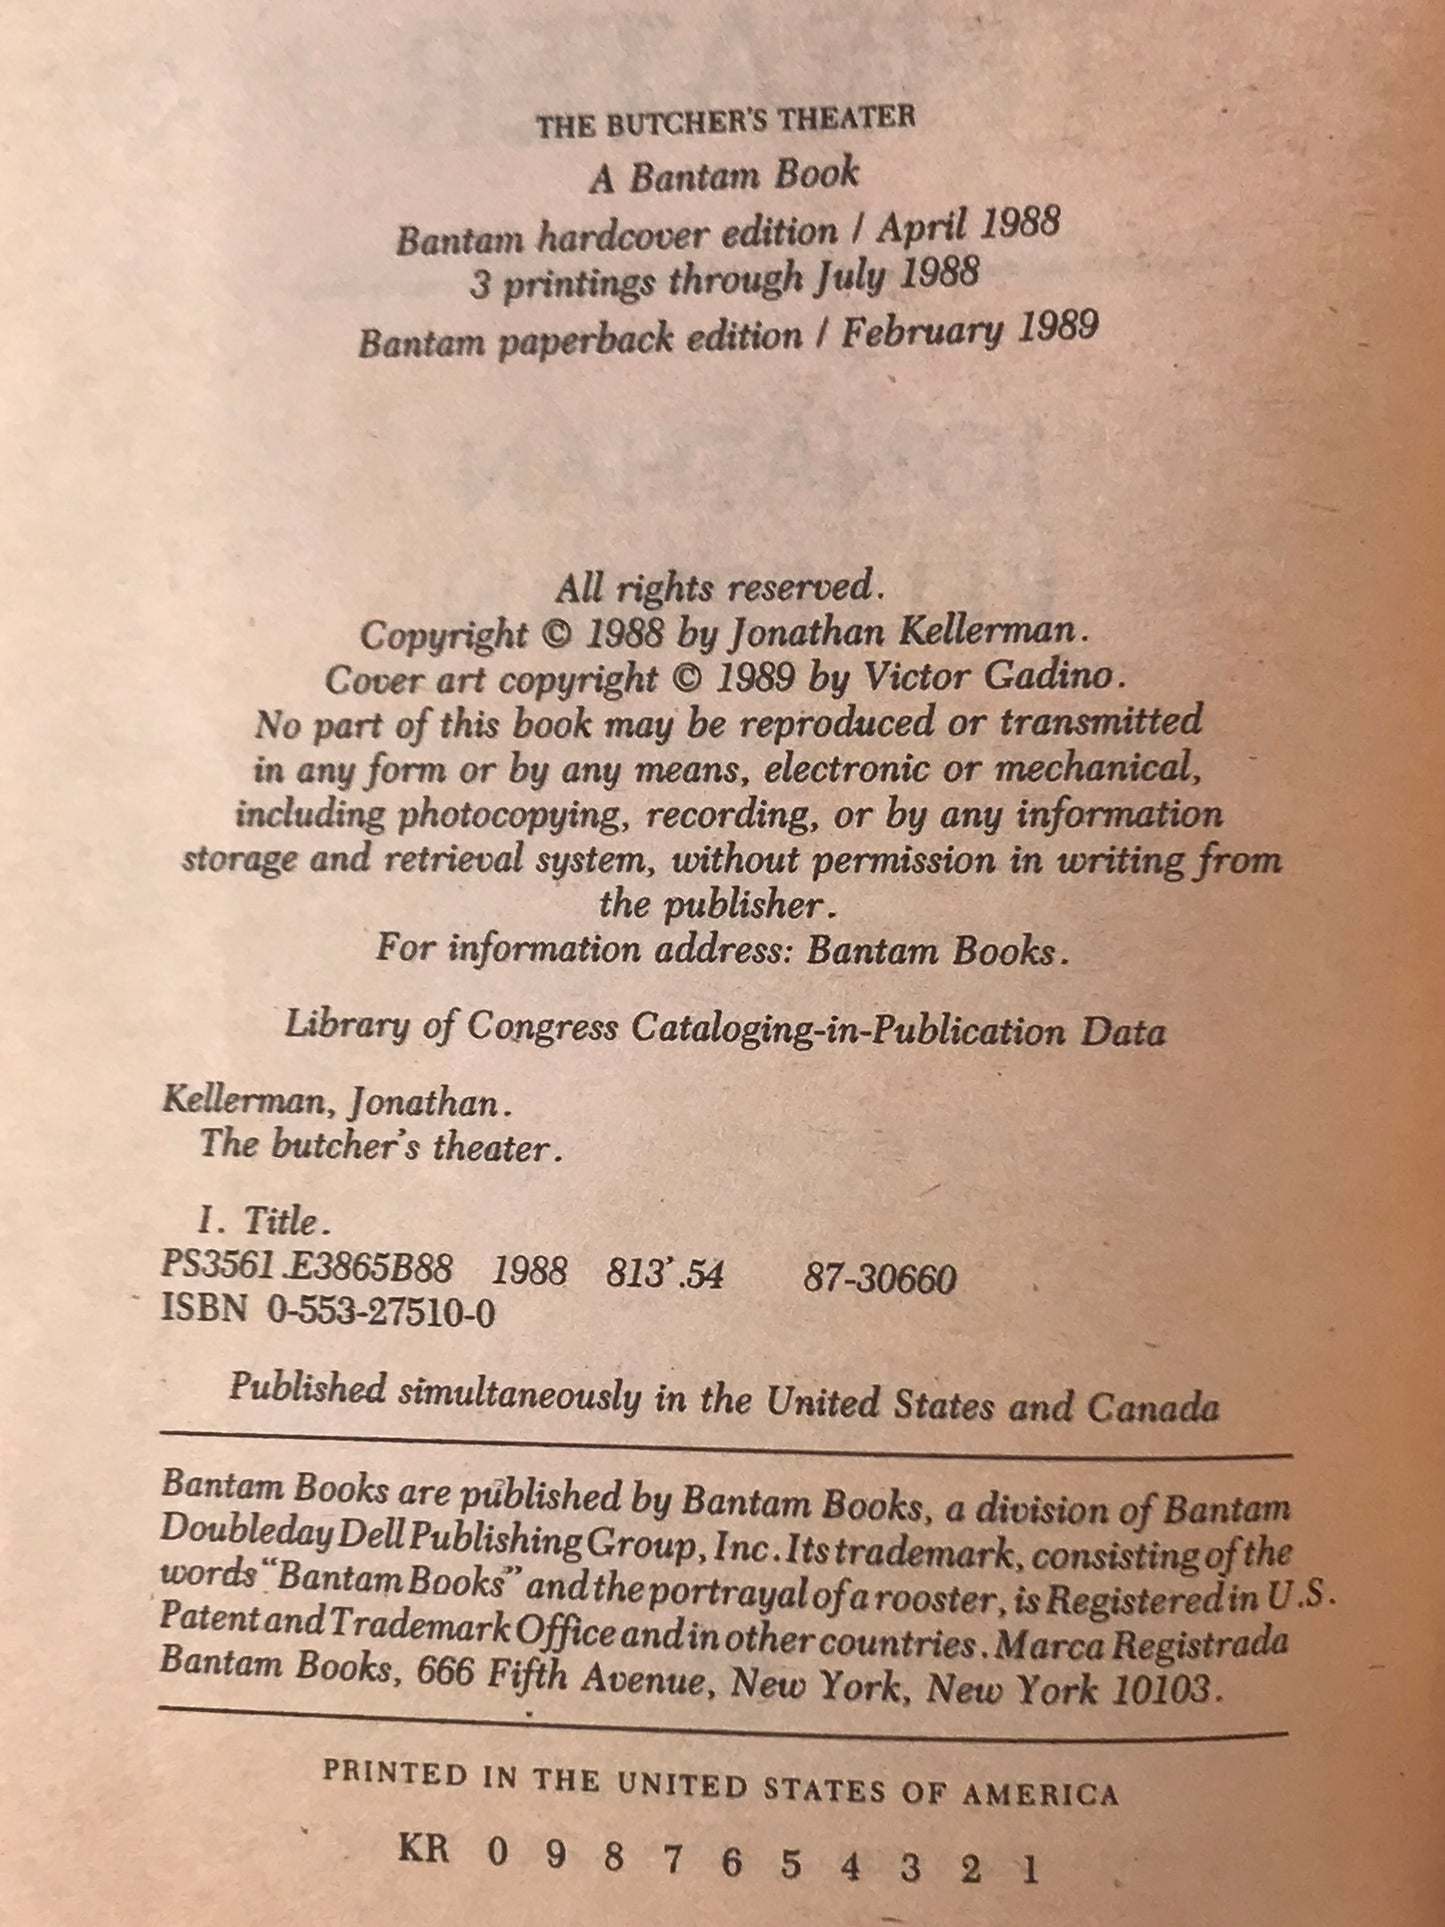 THE BUTCHER'S THEATER
A Bantam Book
Bantam hardcover edition / April 1988
3 printings through July 1988
Bantam paperback edition / February 1989
All rights reserved.
Copyright © 1988 by Jonathan Kellerman.
Cover art copyright © 1989 by Victor Gadino.
No part of this book may be reproduced or transmitted
in any form or by any means, electronic or mechanical,
including photocopying, recording, or by any information
storage and retrieval system, without permission in writing from
the publisher.
For information address: Bantam Books.
Library of Congress Cataloging-in-Publication Data
Kellerman, Jonathan.
The butcher's theater.
I. Title.
PS3561.E3865B88 1988 813'.54 87-30660
ISBN 0-553-27510-0
Published simultaneously in the United States and Canada
Bantam Books are published by Bantam Books, a division of Bantam
Doubleday Dell Publishing Group, Inc. Its trademark, consisting of the
words "Bantam Books" and the portrayal of a rooster, is Registered in U.S.
Patent and Trademark Office and in other countries. Marca Registrada
Bantam Books, 666 Fifth Avenue, New York, New York 10103.
PRINTED IN THE UNITED STATES OF AMERICA
KR 0 9 8 7 6 5 4 3 2 1